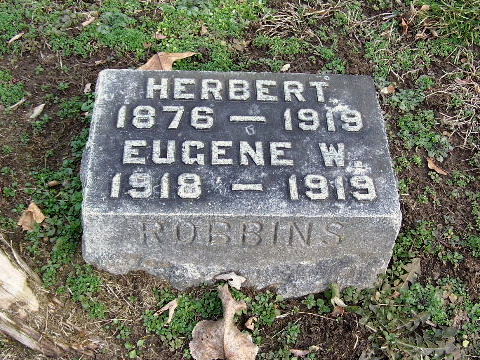 HERBERT
1876 — 1919
EUGENE W.
1918 — 1919
ROBBINS